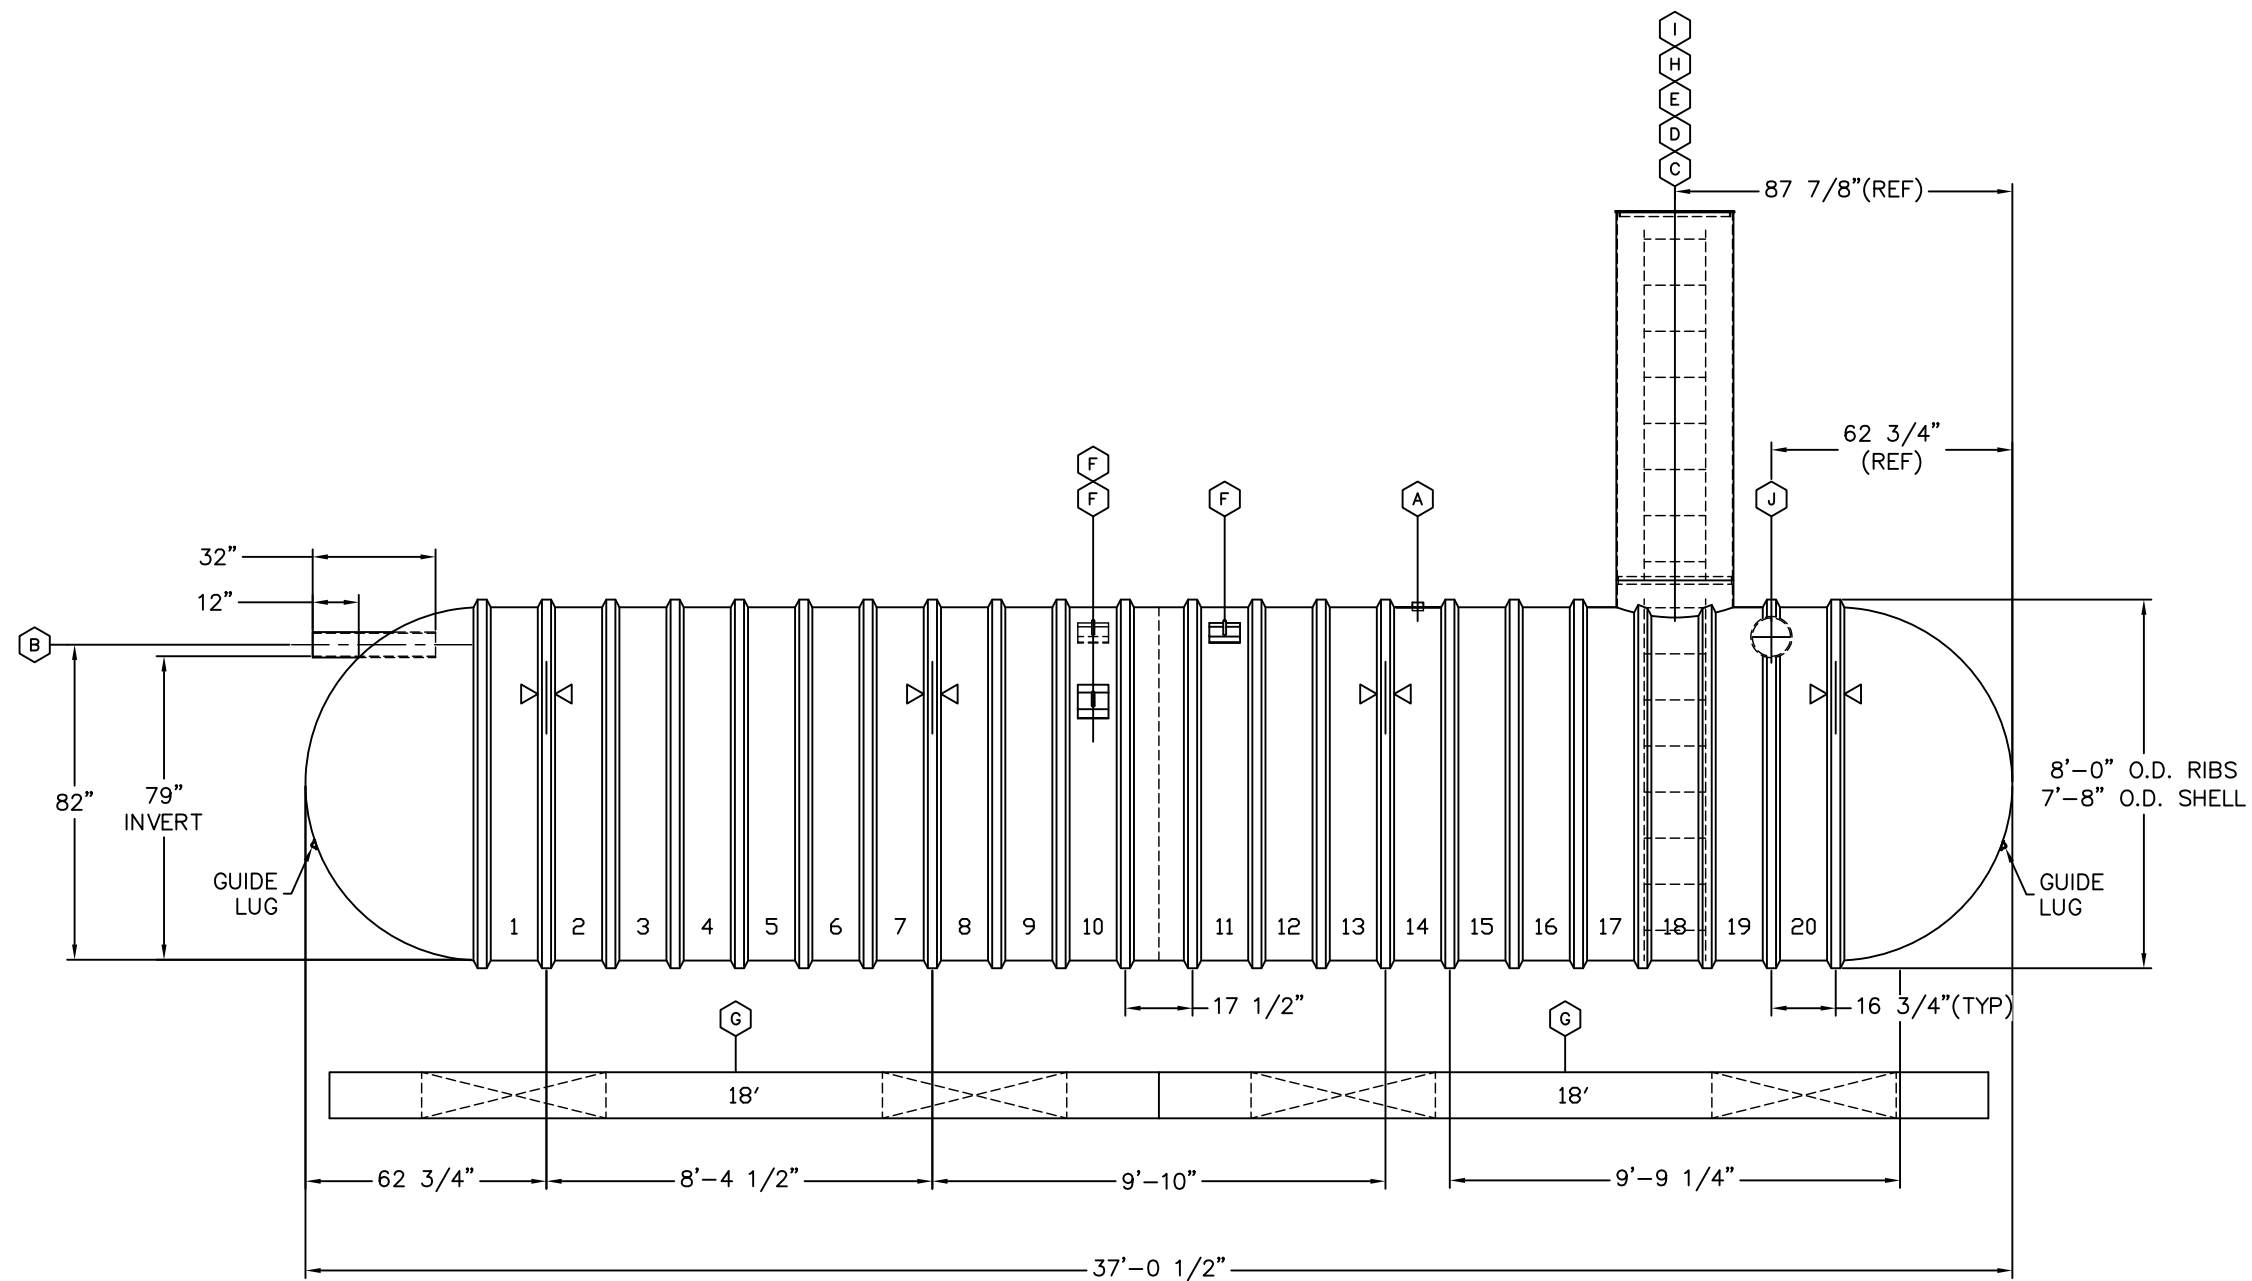 I
H
E
D
C
87 7/8"(REF)
62 3/4"
(REF)
F
F
F
A
J
32"
12"
B
82"
79"
INVERT
8'-0" O.D. RIBS
7'-8" O.D. SHELL
GUIDE
LUG
GUIDE
LUG
1 2 3 4 5 6 7 8 9 10 11 12 13 14 15 16 17 18 19 20
17 1/2"
16 3/4"(TYP)
G
G
18'
18'
62 3/4"
8'-4 1/2"
9'-10"
9'-9 1/4"
37'-0 1/2"